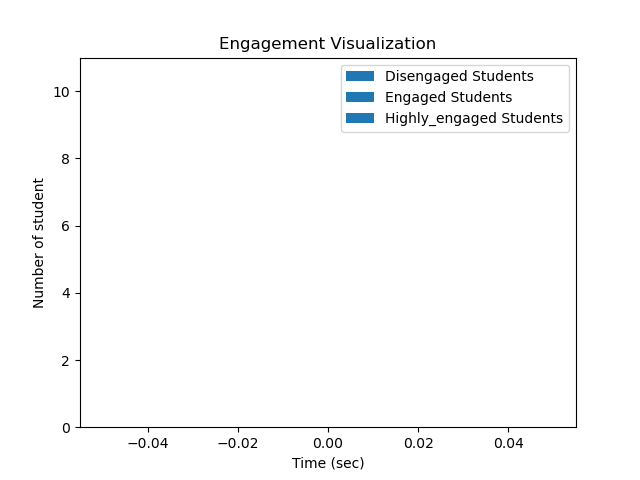 Engagement Visualization
Disengaged Students
Engaged Students
Highly_engaged Students
Number of student
10
8
6
4
2
0
−0.04
−0.02
0.00
0.02
0.04
Time (sec)